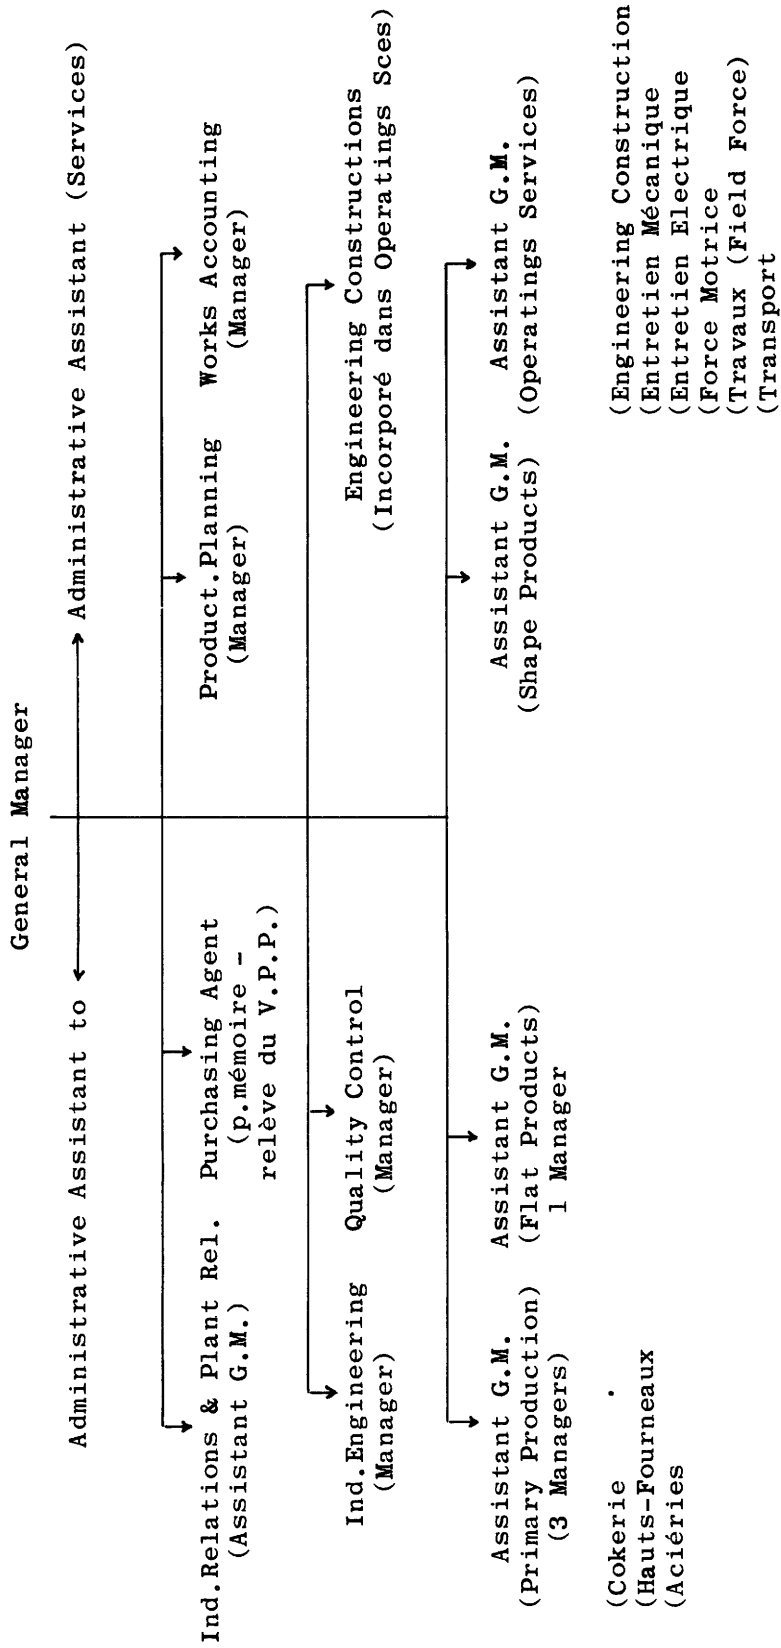 General Manager
Administrative Assistant to
Administrative Assistant (Services)
Ind.Relations & Plant Rel.
(Assistant G.M.)
Purchasing Agent
(p.mémoire -
relève du V.P.P.)
Product.Planning
(Manager)
Works Accounting
(Manager)
Ind.Engineering
(Manager)
Quality Control
(Manager)
Engineering Constructions
(Incorporé dans Operatings Sces)
Assistant G.M.
(Primary Production)
(3 Managers)
Assistant G.M.
(Flat Products)
1 Manager
Assistant G.M.
(Shape Products)
Assistant G.M.
(Operatings Services)
(Cokerie
(Hauts-Fourneaux
(Aciéries
(Engineering Construction
(Entretien Mécanique
(Entretien Electrique
(Force Motrice
(Travaux (Field Force)
(Transport